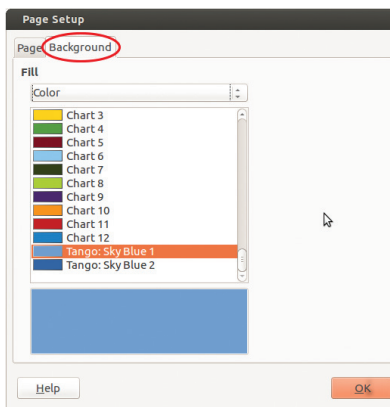 Page Setup
Page Background
Fill
Color
Chart 3
Chart 4
Chart 5
Chart 6
Chart 7
Chart 8
Chart 9
Chart 10
Chart 11
Chart 12
Tango: Sky Blue 1
Tango: Sky Blue 2
Help OK